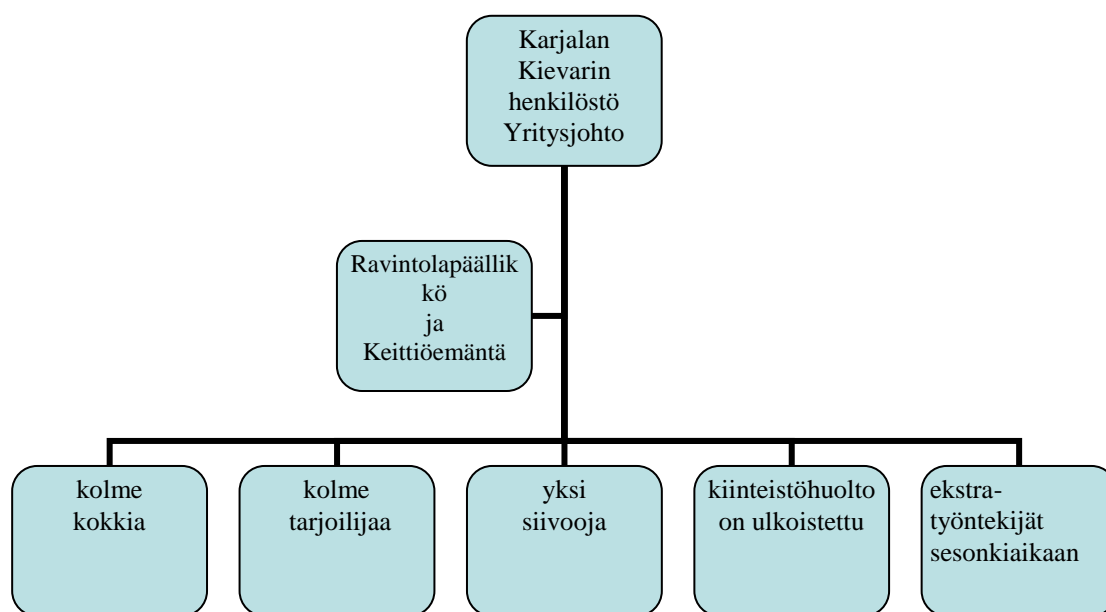 Karjalan
Kievarin
henkilöstö
Yritysjohto
Ravintolapäällik
kö
ja
Keittiöemäntä
kolme
kokkia
kolme
tarjoilijaa
yksi
siivooja
kiinteistöhuolto
on ulkoistettu
ekstra-
työntekijät
sesonkiaikaan